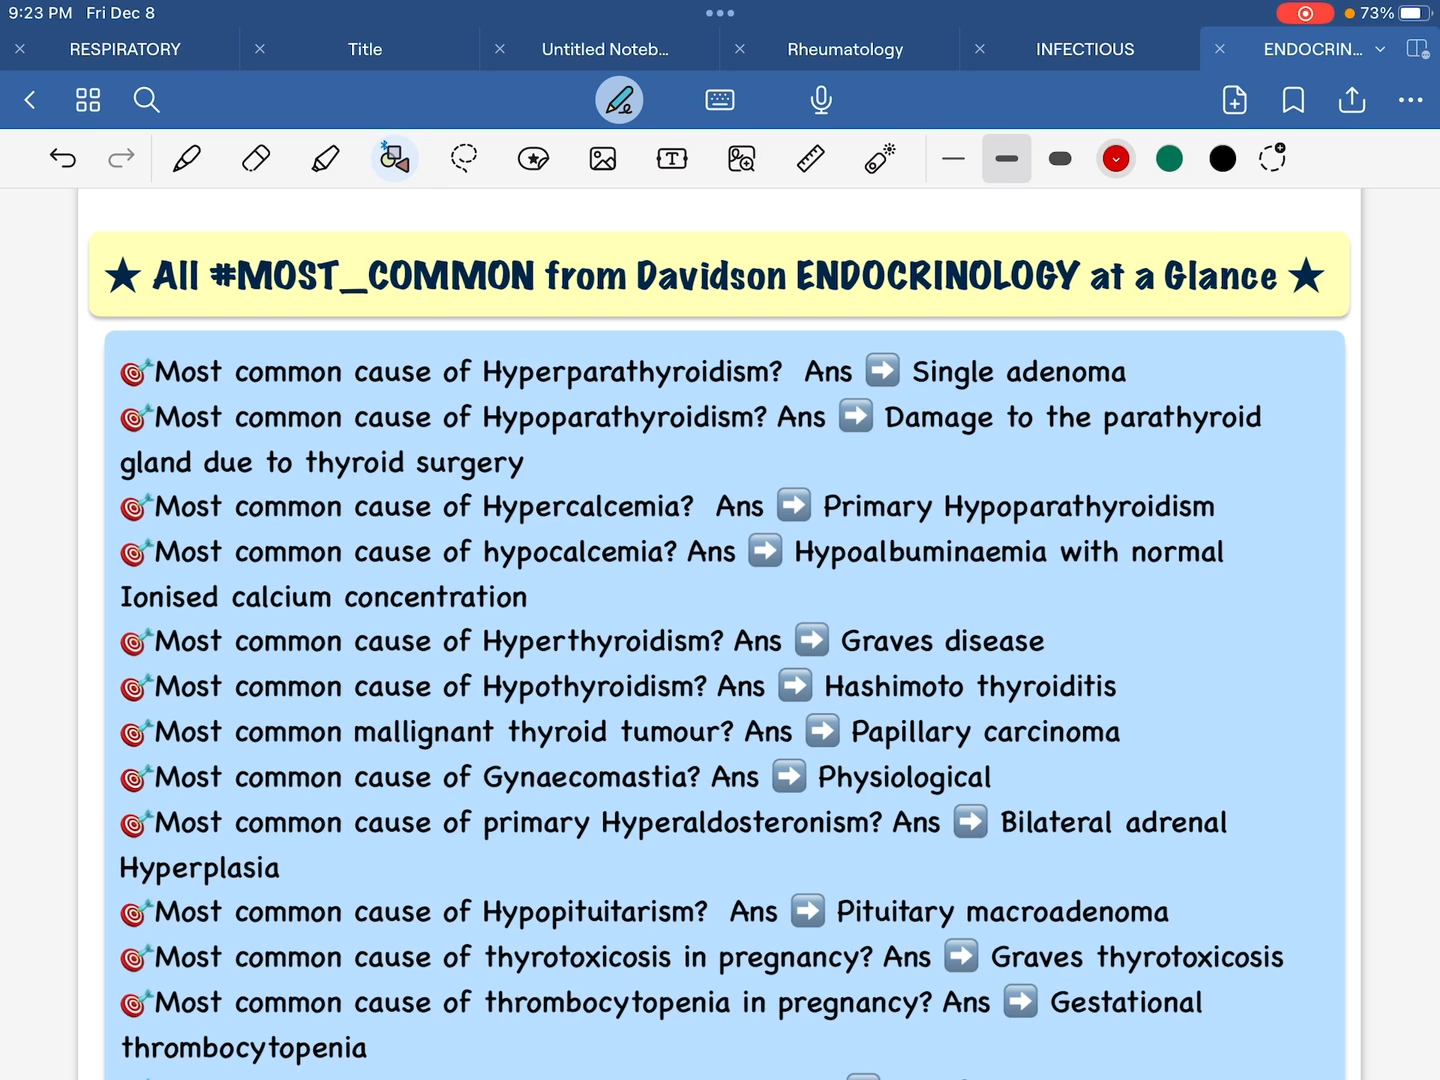 9:23 PM Fri Dec 8
73%
RESPIRATORY
Title
Untitled Noteb...
Rheumatology
INFECTIOUS
ENDOCRIN...
★ All #MOST_COMMON from Davidson ENDOCRINOLOGY at a Glance ★
🎯Most common cause of Hyperparathyroidism? Ans ➡️ Single adenoma
🎯Most common cause of Hypoparathyroidism? Ans ➡️ Damage to the parathyroid
gland due to thyroid surgery
🎯Most common cause of Hypercalcemia? Ans ➡️ Primary Hypoparathyroidism
🎯Most common cause of hypocalcemia? Ans ➡️ Hypoalbuminaemia with normal
Ionised calcium concentration
🎯Most common cause of Hyperthyroidism? Ans ➡️ Graves disease
🎯Most common cause of Hypothyroidism? Ans ➡️ Hashimoto thyroiditis
🎯Most common mallignant thyroid tumour? Ans ➡️ Papillary carcinoma
🎯Most common cause of Gynaecomastia? Ans ➡️ Physiological
🎯Most common cause of primary Hyperaldosteronism? Ans ➡️ Bilateral adrenal
Hyperplasia
🎯Most common cause of Hypopituitarism? Ans ➡️ Pituitary macroadenoma
🎯Most common cause of thyrotoxicosis in pregnancy? Ans ➡️ Graves thyrotoxicosis
🎯Most common cause of thrombocytopenia in pregnancy? Ans ➡️ Gestational
thrombocytopenia